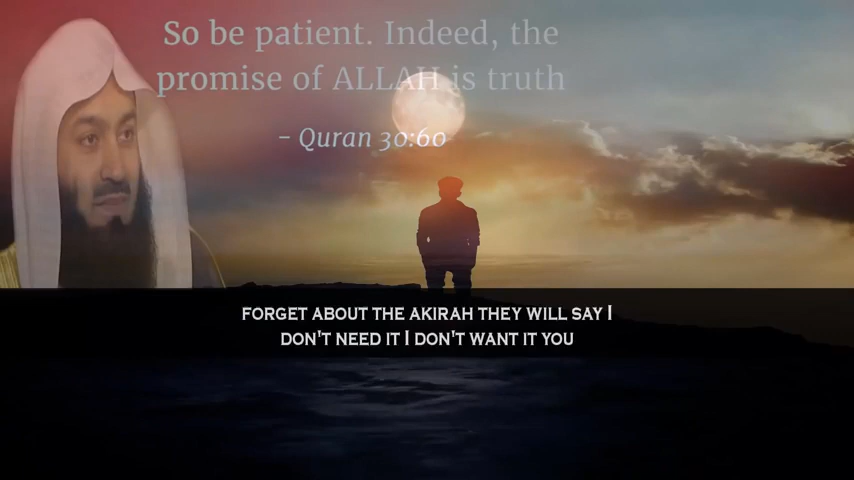 So be patient. Indeed, the
promise of ALLAH is truth
- Quran 30:60
FORGET ABOUT THE AKIRAH THEY WILL SAY I
DON'T NEED IT I DON'T WANT IT YOU